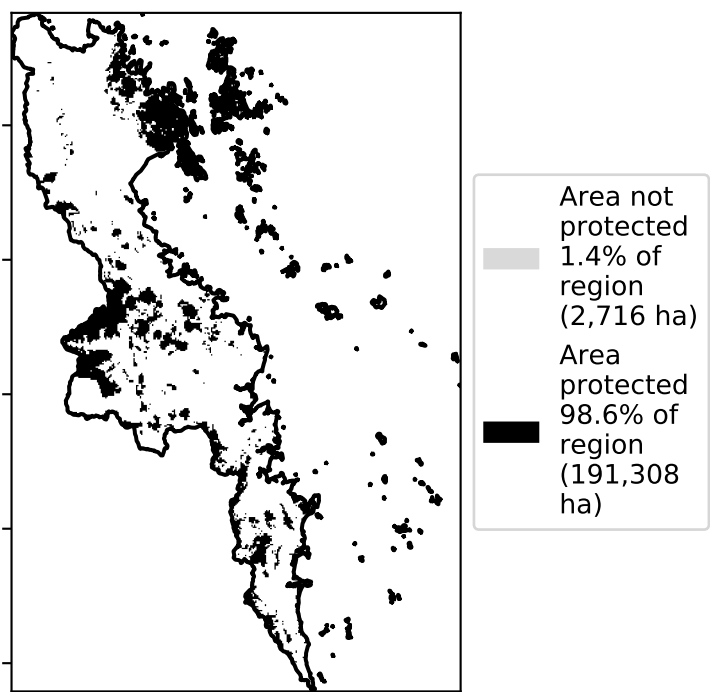 Area not
protected
1.4% of
region
(2,716 ha)
Area
protected
98.6% of
region
(191,308
ha)